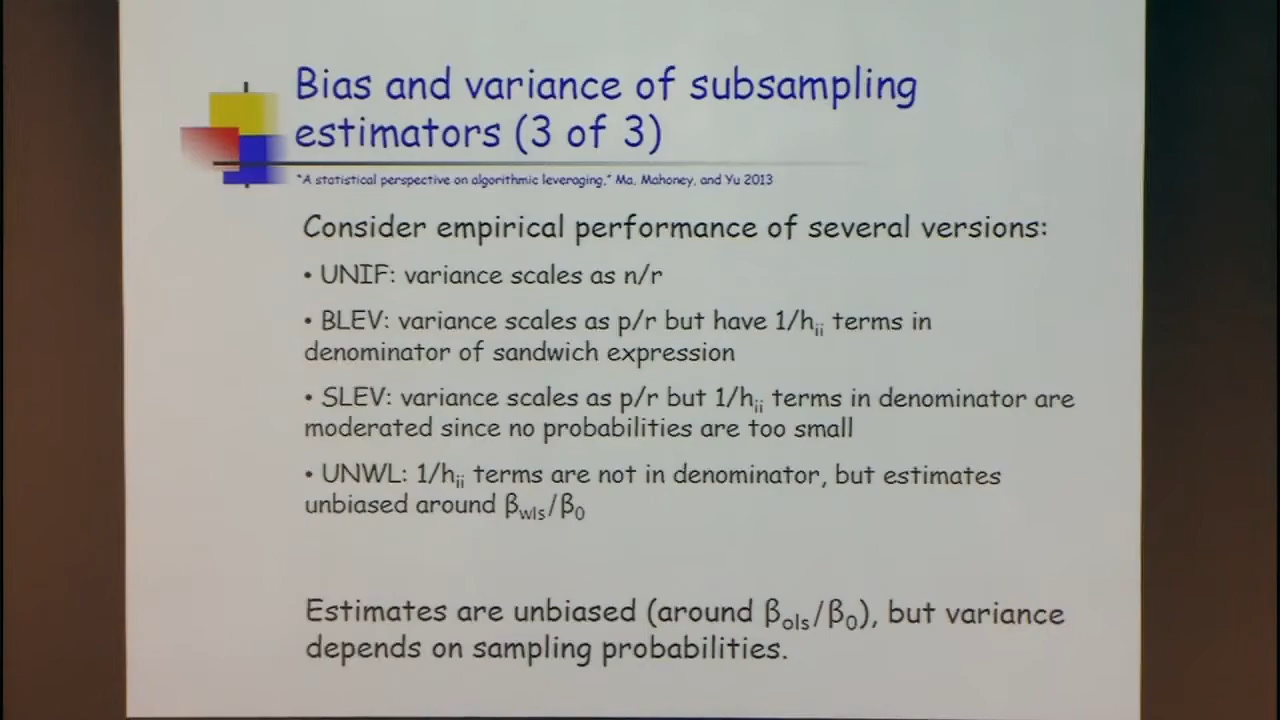 Bias and variance of subsampling
estimators (3 of 3)
"A statistical perspective on algorithmic leveraging," Ma, Mahoney, and Yu 2013
Consider empirical performance of several versions:
• UNIF: variance scales as n/r
• BLEV: variance scales as p/r but have 1/hᵢᵢ terms in
denominator of sandwich expression
• SLEV: variance scales as p/r but 1/hᵢᵢ terms in denominator are
moderated since no probabilities are too small
• UNWL: 1/hᵢᵢ terms are not in denominator, but estimates
unbiased around β_wls/β₀
Estimates are unbiased (around β_ols/β₀), but variance
depends on sampling probabilities.